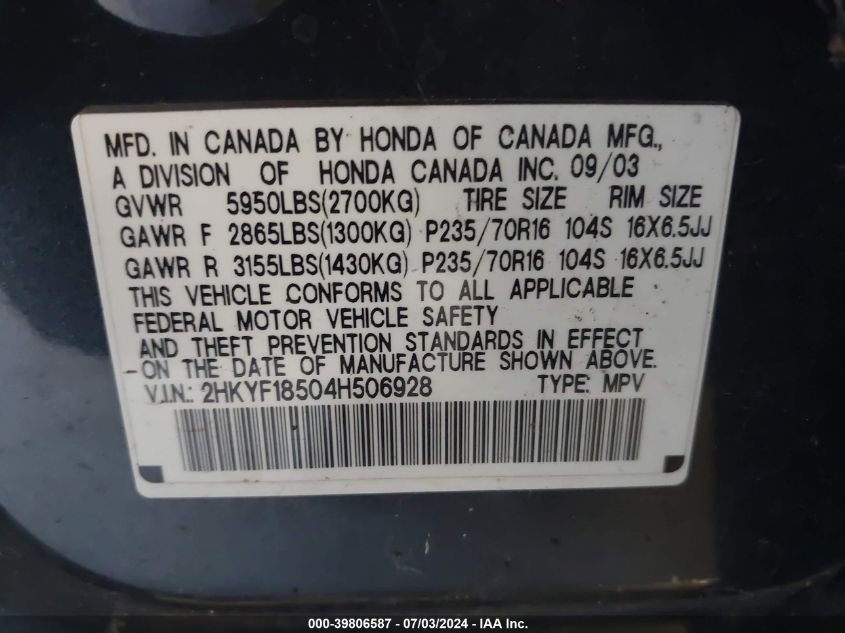 MFD. IN CANADA BY HONDA OF CANADA MFG.,
A DIVISION OF HONDA CANADA INC. 09/03
GVWR 5950LBS(2700KG) TIRE SIZE RIM SIZE
GAWR F 2865LBS(1300KG) P235/70R16 104S 16X6.5JJ
GAWR R 3155LBS(1430KG) P235/70R16 104S 16X6.5JJ
THIS VEHICLE CONFORMS TO ALL APPLICABLE
FEDERAL MOTOR VEHICLE SAFETY
AND THEFT PREVENTION STANDARDS IN EFFECT
ON THE DATE OF MANUFACTURE SHOWN ABOVE.
V.I.N.: 2HKYF18504H506928 TYPE: MPV
000-39806587 - 07/03/2024 - IAA Inc.